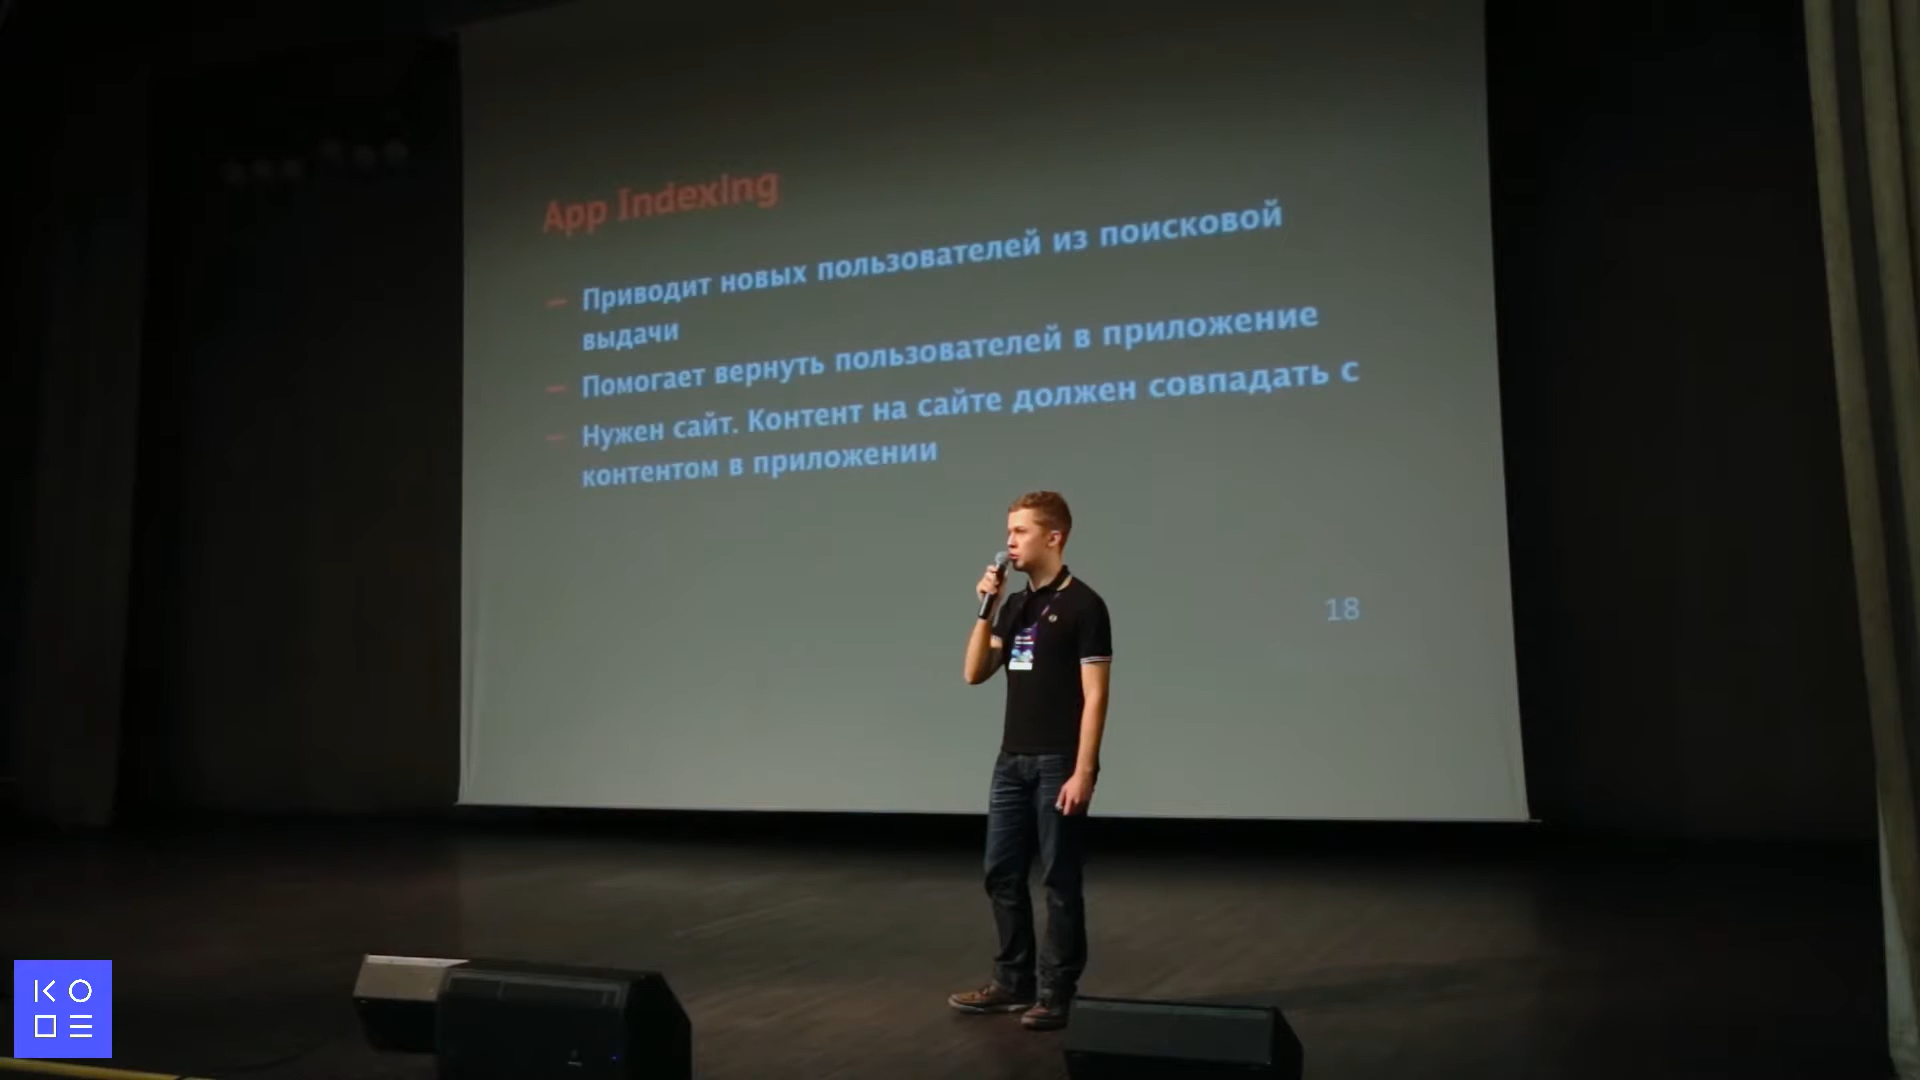 App Indexing
– Приводит новых пользователей из поисковой
выдачи
– Помогает вернуть пользователей в приложение
– Нужен сайт. Контент на сайте должен совпадать с
контентом в приложении
18
KO